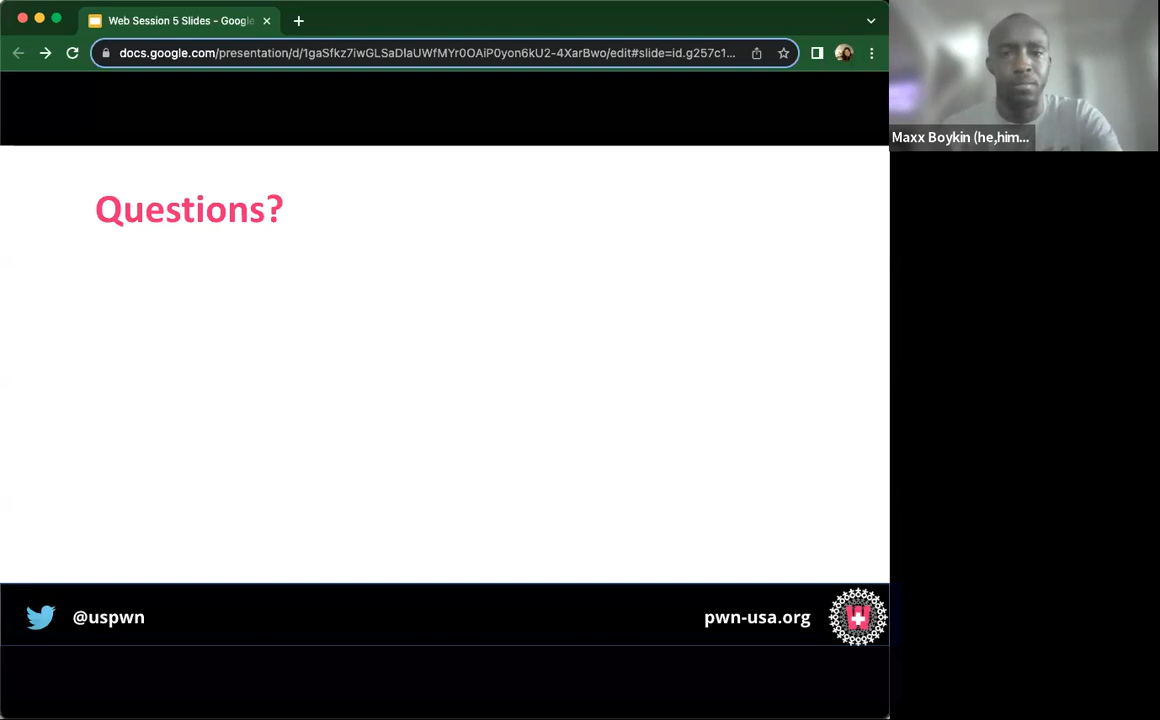 Web Session 5 Slides - Google
docs.google.com/presentation/d/1gaSfkz7iwGLSaDlaUWfMYr0OAiP0yon6kU2-4XarBwo/edit#slide=id.g257c1...
Maxx Boykin (he,him...
Questions?
@uspwn
pwn-usa.org